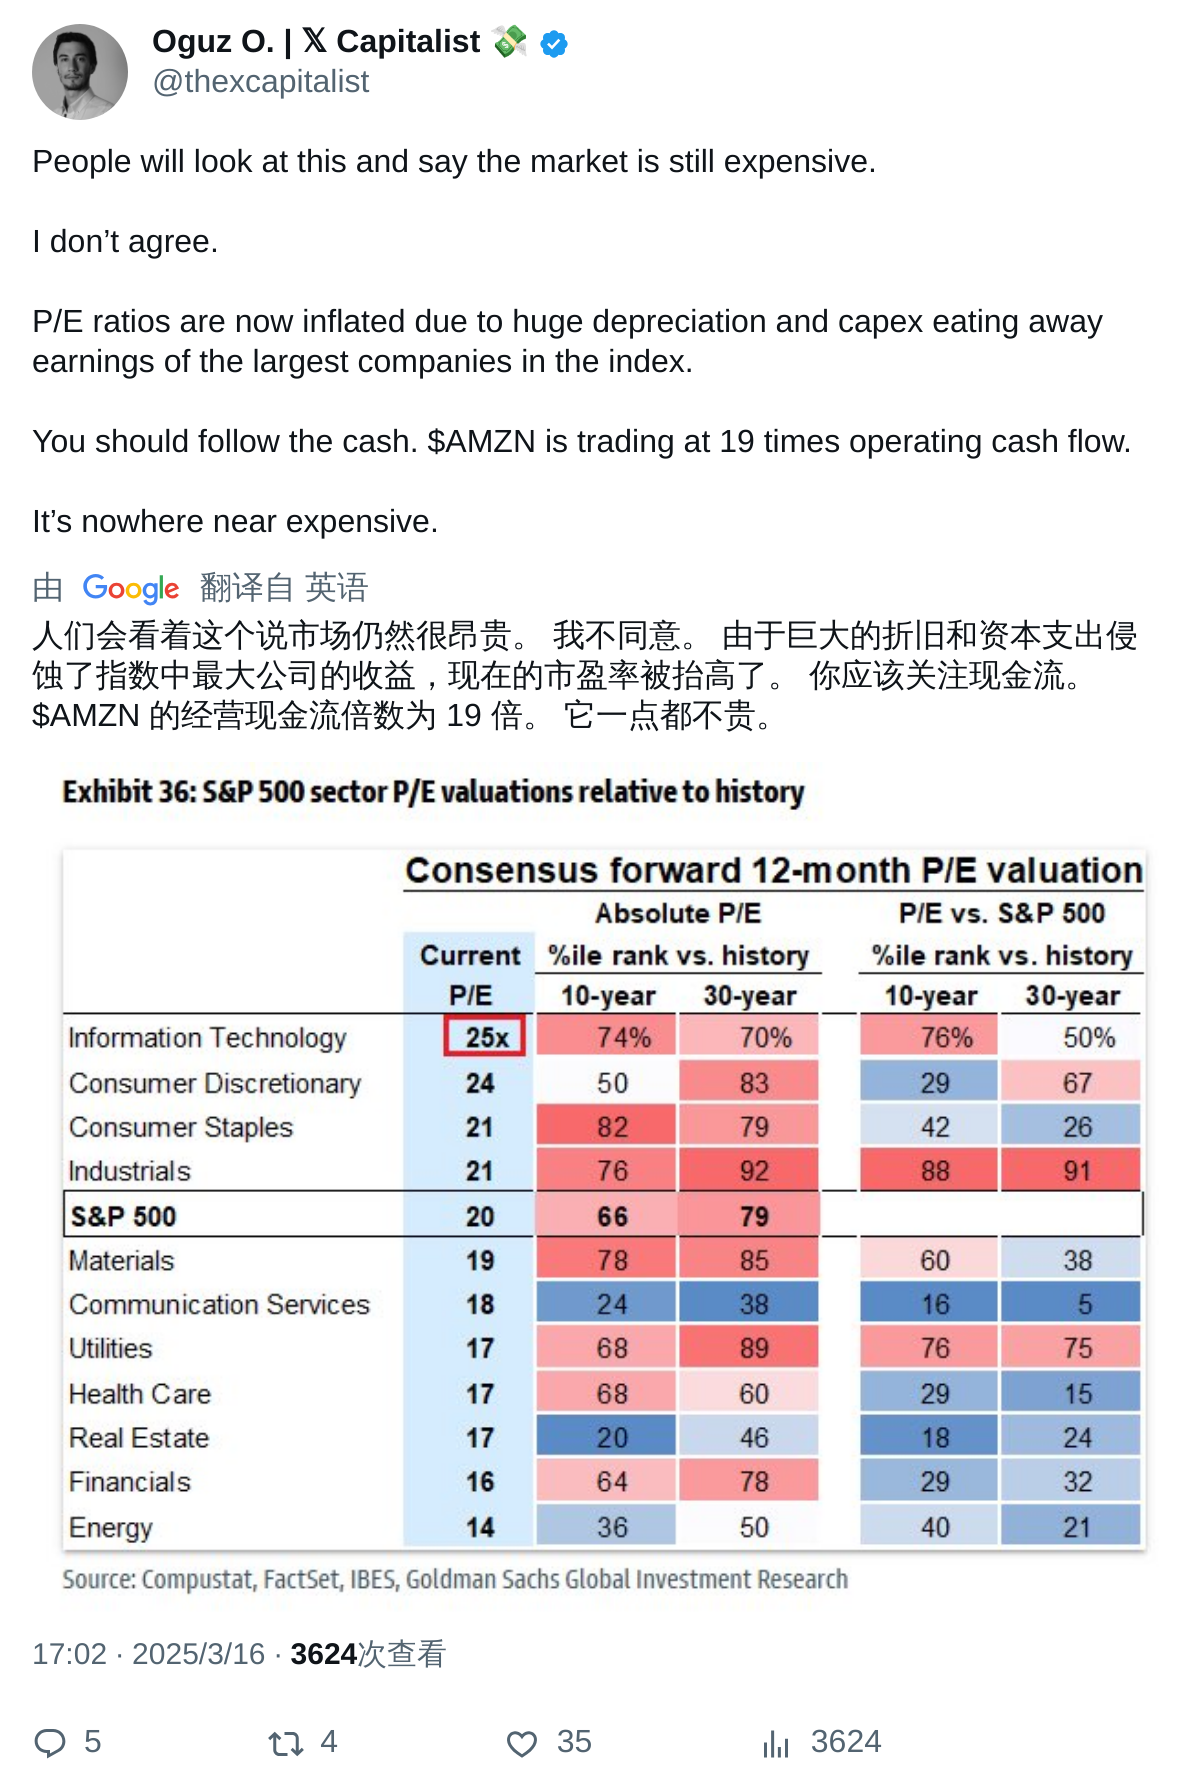 Oguz O. | 𝕏 Capitalist 💸
@thexcapitalist
People will look at this and say the market is still expensive.
I don’t agree.
P/E ratios are now inflated due to huge depreciation and capex eating away
earnings of the largest companies in the index.
You should follow the cash. $AMZN is trading at 19 times operating cash flow.
It’s nowhere near expensive.
由 Google 翻译自 英语
人们会看着这个说市场仍然很昂贵。 我不同意。 由于巨大的折旧和资本支出侵
蚀了指数中最大公司的收益，现在的市盈率被抬高了。 你应该关注现金流。
$AMZN 的经营现金流倍数为 19 倍。 它一点都不贵。
Exhibit 36: S&P 500 sector P/E valuations relative to history
Consensus forward 12-month P/E valuation
Absolute P/E P/E vs. S&P 500
Current %ile rank vs. history %ile rank vs. history
P/E 10-year 30-year 10-year 30-year
Information Technology 25x 74% 70% 76% 50%
Consumer Discretionary 24 50 83 29 67
Consumer Staples 21 82 79 42 26
Industrials 21 76 92 88 91
S&P 500 20 66 79
Materials 19 78 85 60 38
Communication Services 18 24 38 16 5
Utilities 17 68 89 76 75
Health Care 17 68 60 29 15
Real Estate 17 20 46 18 24
Financials 16 64 78 29 32
Energy 14 36 50 40 21
Source: Compustat, FactSet, IBES, Goldman Sachs Global Investment Research
17:02 · 2025/3/16 · 3624次查看
5 4 35 3624